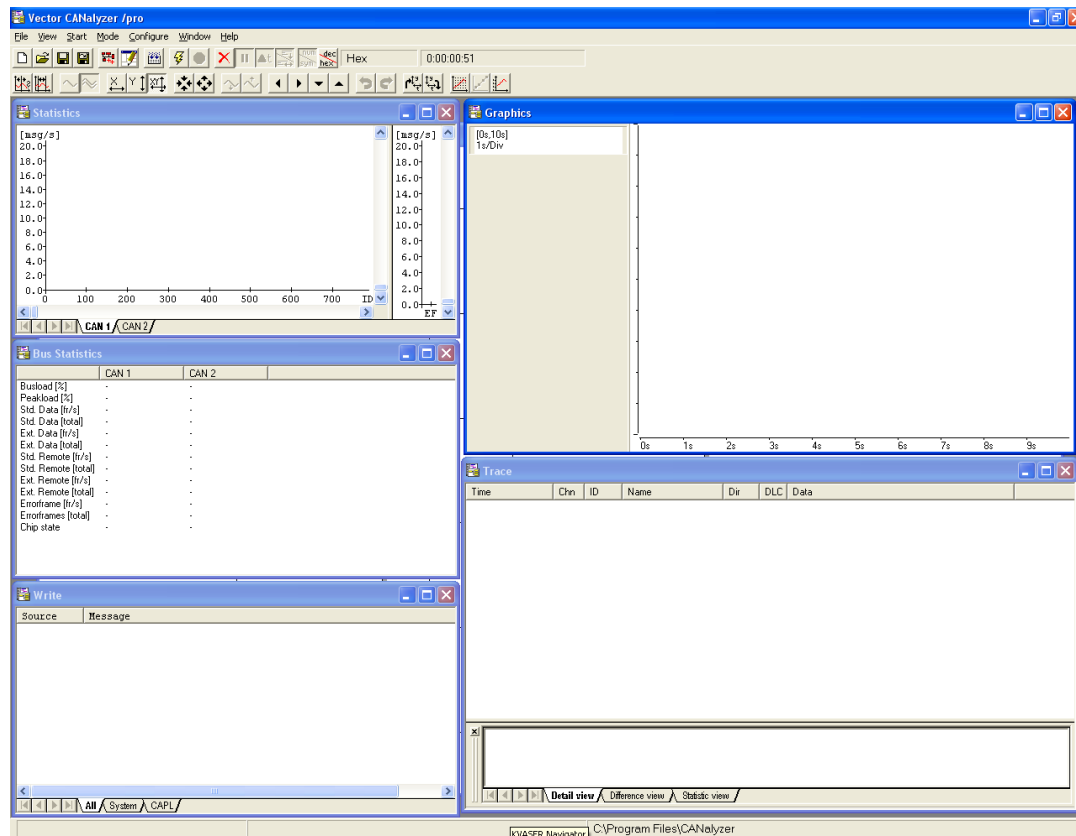 Vector CANalyzer /pro
File View Start Mode Configure Window Help
Hex 0:00:00:51
Statistics
[msg/s]
20.0
18.0
16.0
14.0
12.0
10.0
8.0
6.0
4.0
2.0
0.0
0 100 200 300 400 500 600 700 ID
[msg/s]
20.0
18.0
16.0
14.0
12.0
10.0
8.0
6.0
4.0
2.0
0.0
EF
CAN 1 CAN 2
Graphics
[0s,10s]
1s/Div
0s 1s 2s 3s 4s 5s 6s 7s 8s 9s
Bus Statistics
CAN 1 CAN 2
Busload [%] - -
Peakload [%] - -
Std. Data [fr/s] - -
Std. Data [total] - -
Ext. Data [fr/s] - -
Ext. Data [total] - -
Std. Remote [fr/s] - -
Std. Remote [total] - -
Ext. Remote [fr/s] - -
Ext. Remote [total] - -
Errorframe [fr/s] - -
Errorframes [total] - -
Chip state - -
Trace
Time Chn ID Name Dir DLC Data
Detail view Difference view Statistic view
Write
Source Message
All System CAPL
KVASER Navigator C:\Program Files\CANalyzer